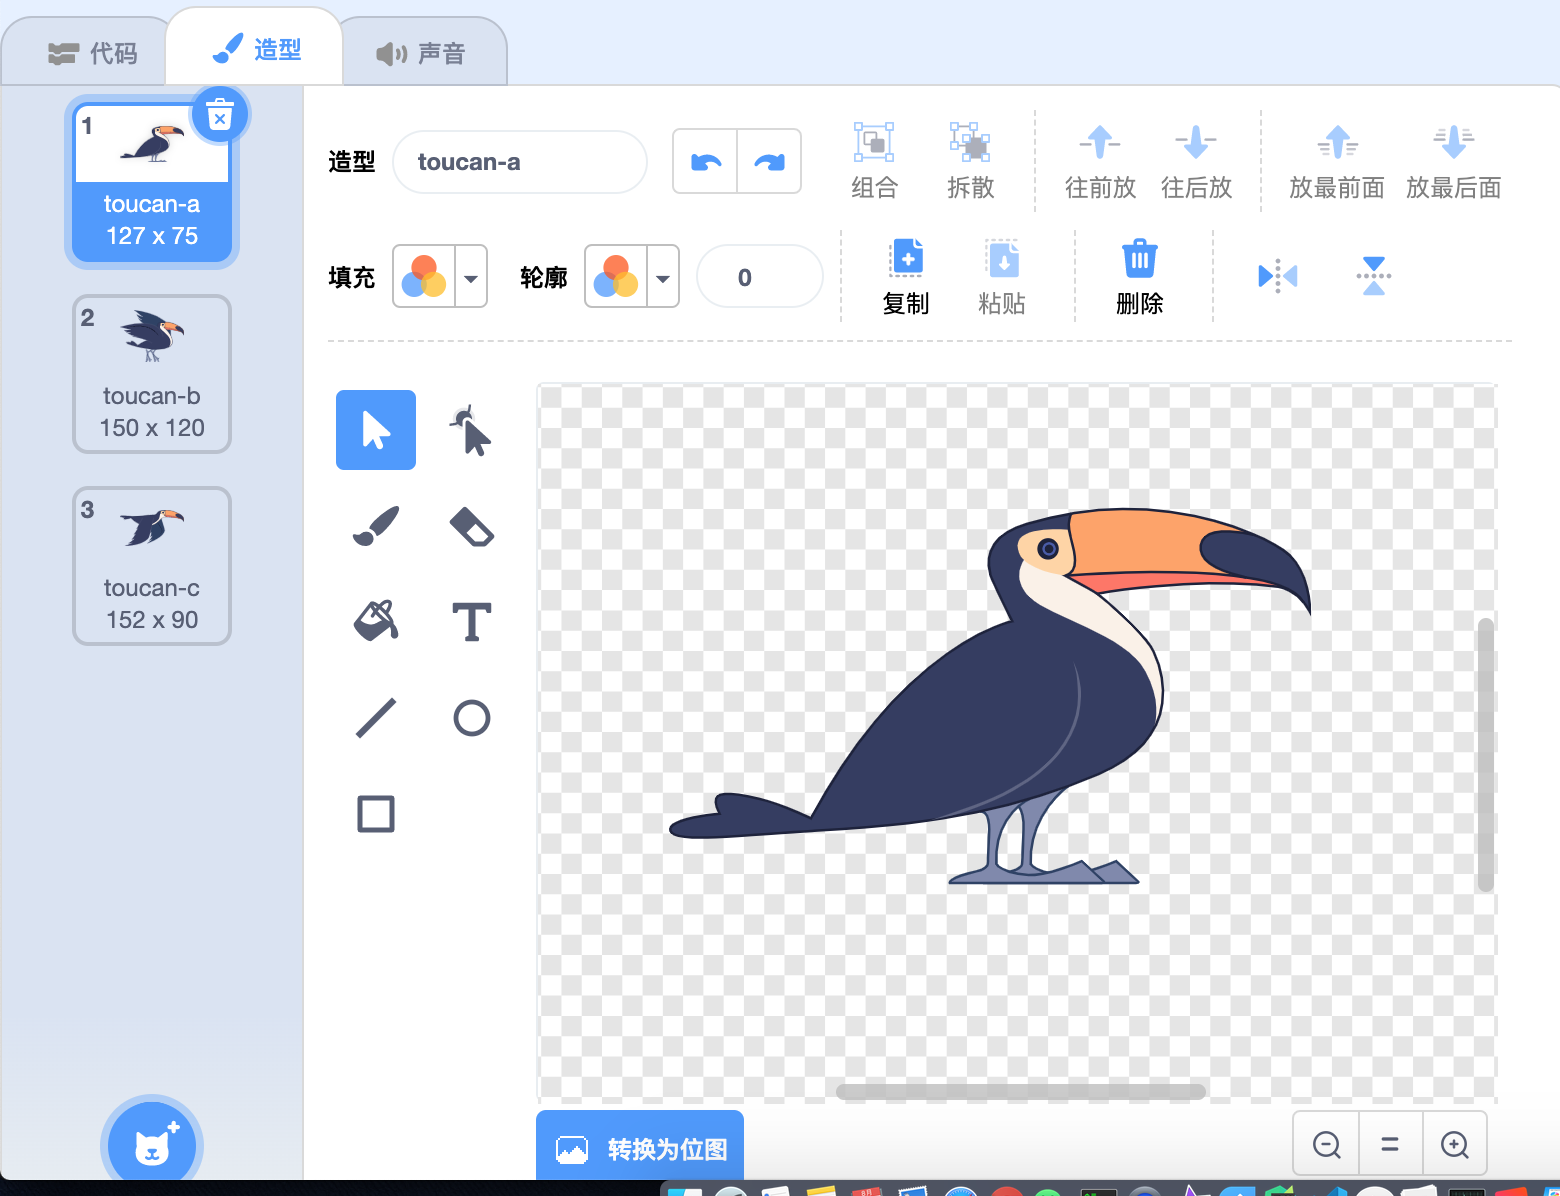 代码
造型
声音
1
toucan-a
127 x 75
2
toucan-b
150 x 120
3
toucan-c
152 x 90
造型
toucan-a
组合
拆散
往前放
往后放
放最前面
放最后面
填充
轮廓
0
复制
粘贴
删除
转换为位图